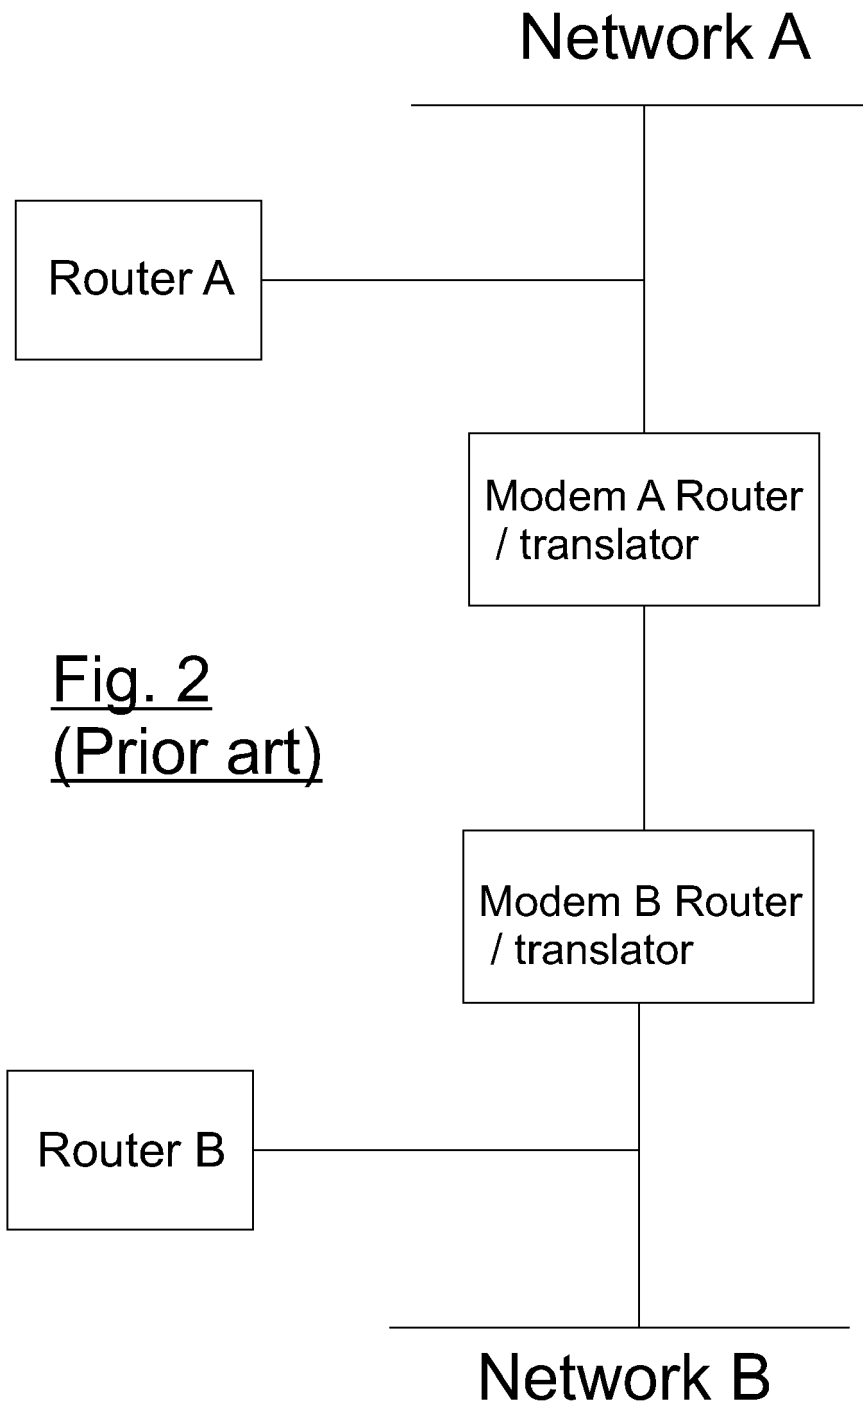 Network A
Router A
Modem A Router
/ translator
Fig. 2
(Prior art)
Modem B Router
/ translator
Router B
Network B